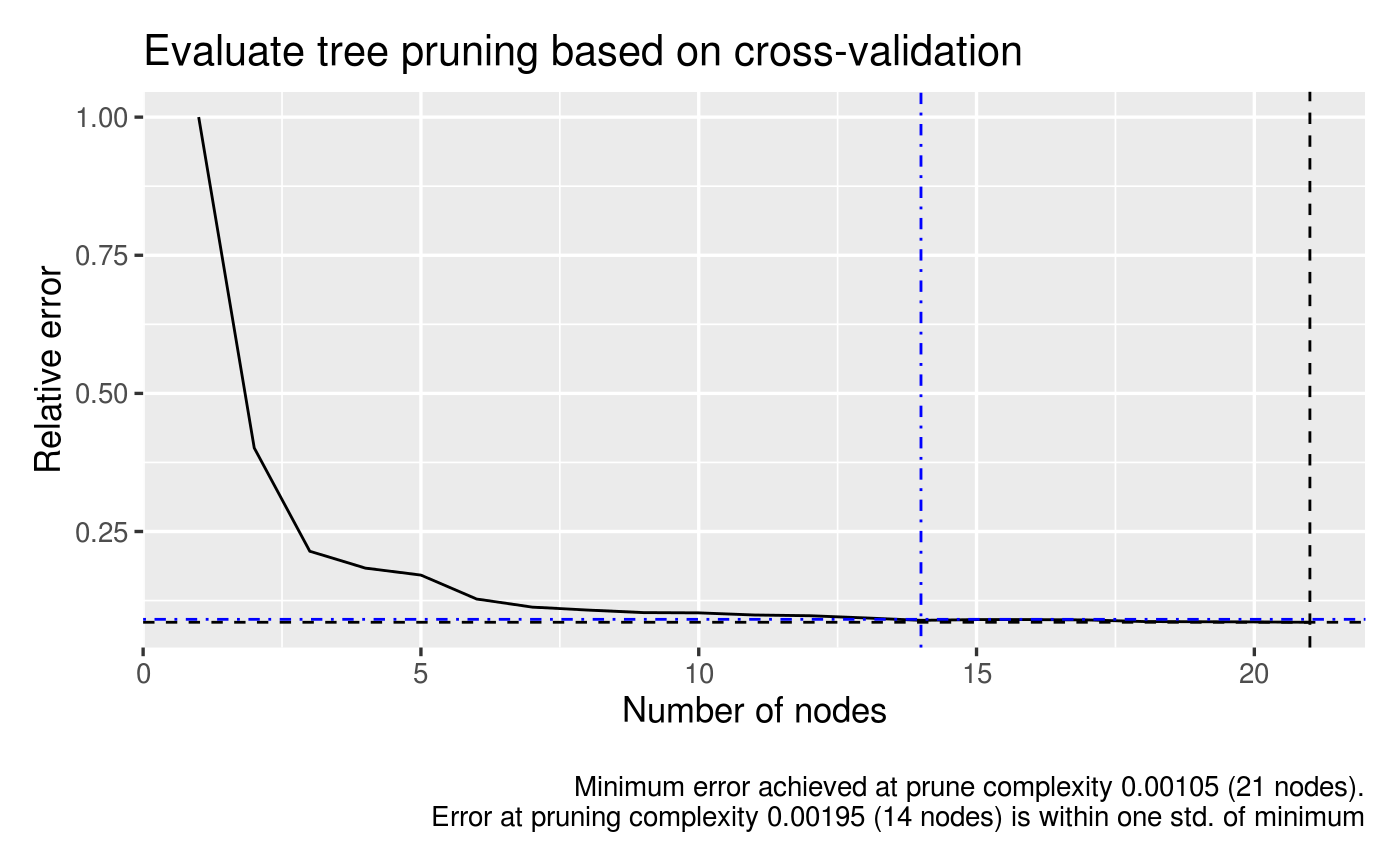 Evaluate tree pruning based on cross-validation
1.00
0.75
0.50
0.25
Relative error
0 5 10 15 20
Number of nodes
Minimum error achieved at prune complexity 0.00105 (21 nodes).
Error at pruning complexity 0.00195 (14 nodes) is within one std. of minimum